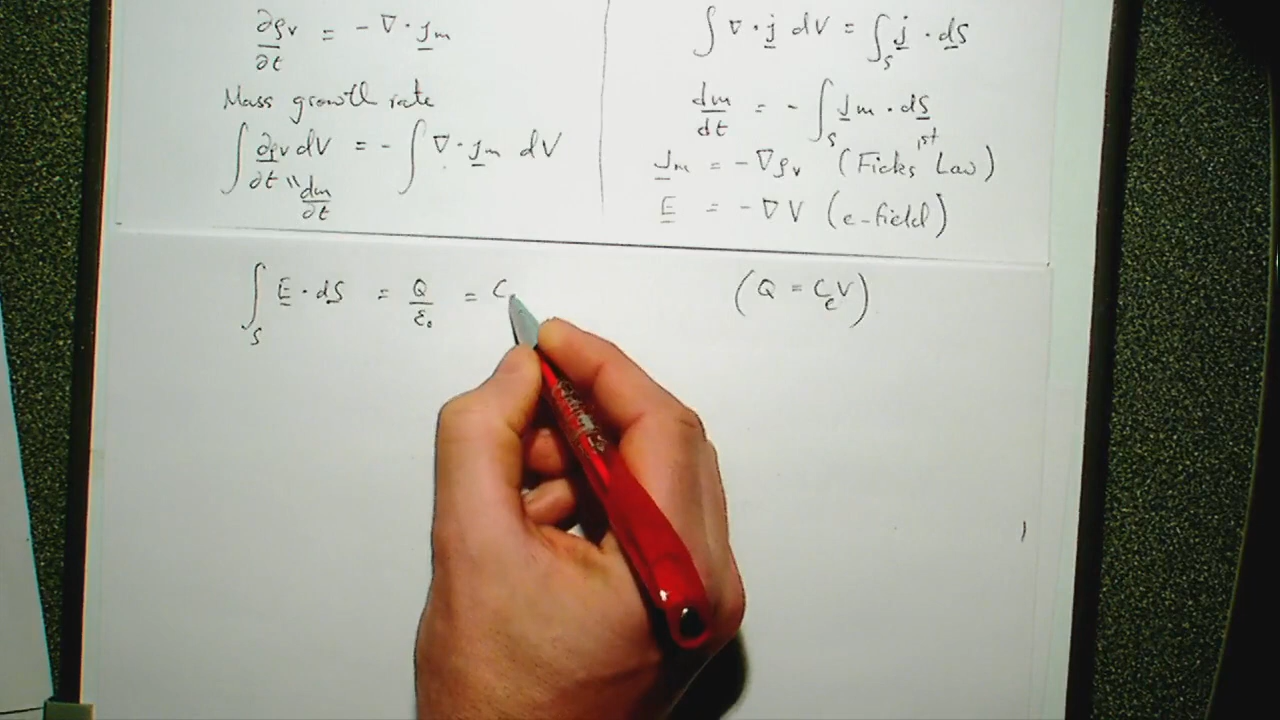 ∂ρv/∂t = - ∇ · Jm
Mass growth rate
∫ ∂ρv/∂t dV = - ∫ ∇ · Jm dV
" dm/∂t
∫ ∇ · j dV = ∫S j · dS
dm/dt = - ∫S Jm · dS
Jm = - ∇ρv (Ficks 1st Law)
E = - ∇V (e-field)
∫S E · dS = Q/ε₀ = C
(Q = CeV)